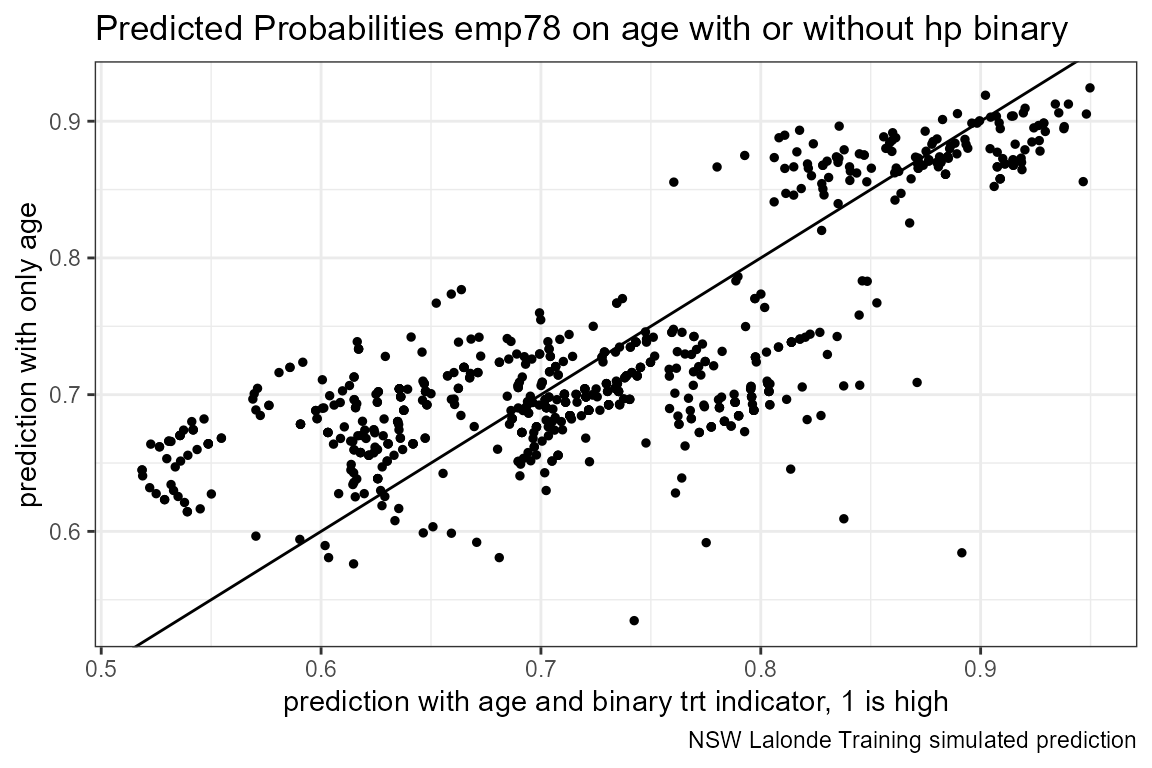 Predicted Probabilities emp78 on age with or without hp binary
prediction with only age
0.9
0.8
0.7
0.6
0.5
0.6
0.7
0.8
0.9
prediction with age and binary trt indicator, 1 is high
NSW Lalonde Training simulated prediction